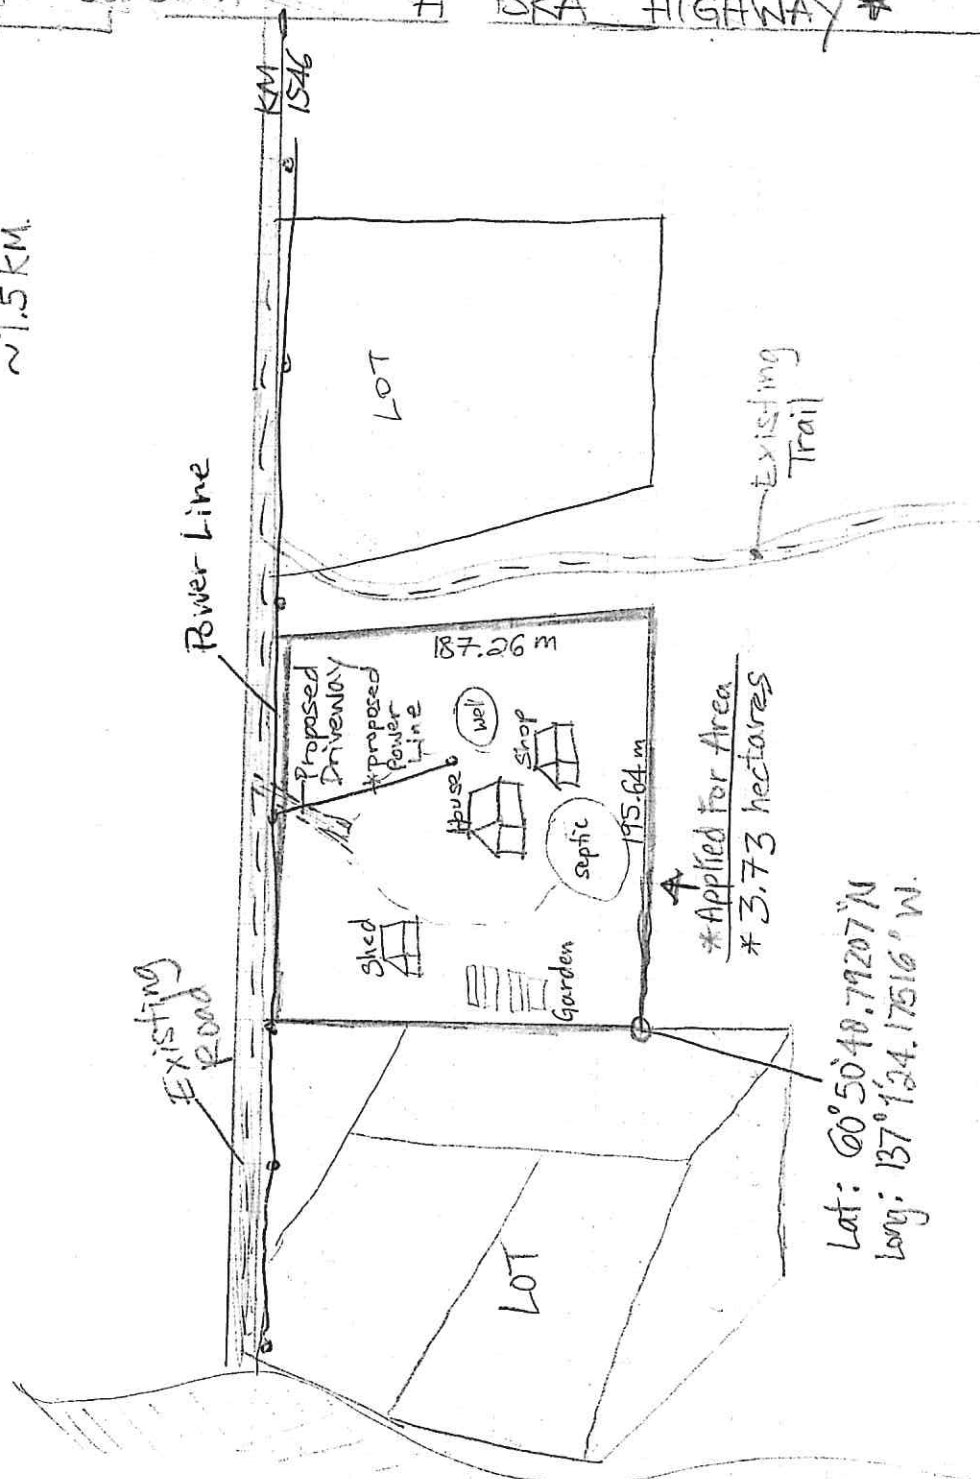 HIGHWAY *
~1.5 KM.
KM
1546
Power Line
Existing
Road
LOT
Existing
Trail
Proposed
Driveway
*proposed
Power
Line
187.26 m
well
Shop
House
septic
195.64 m
Shed
Garden
*Applied For Area
* 3.73 hectares
LOT
Lat: 60°50'40.79207"N
Long: 137°1'24.17516"W.